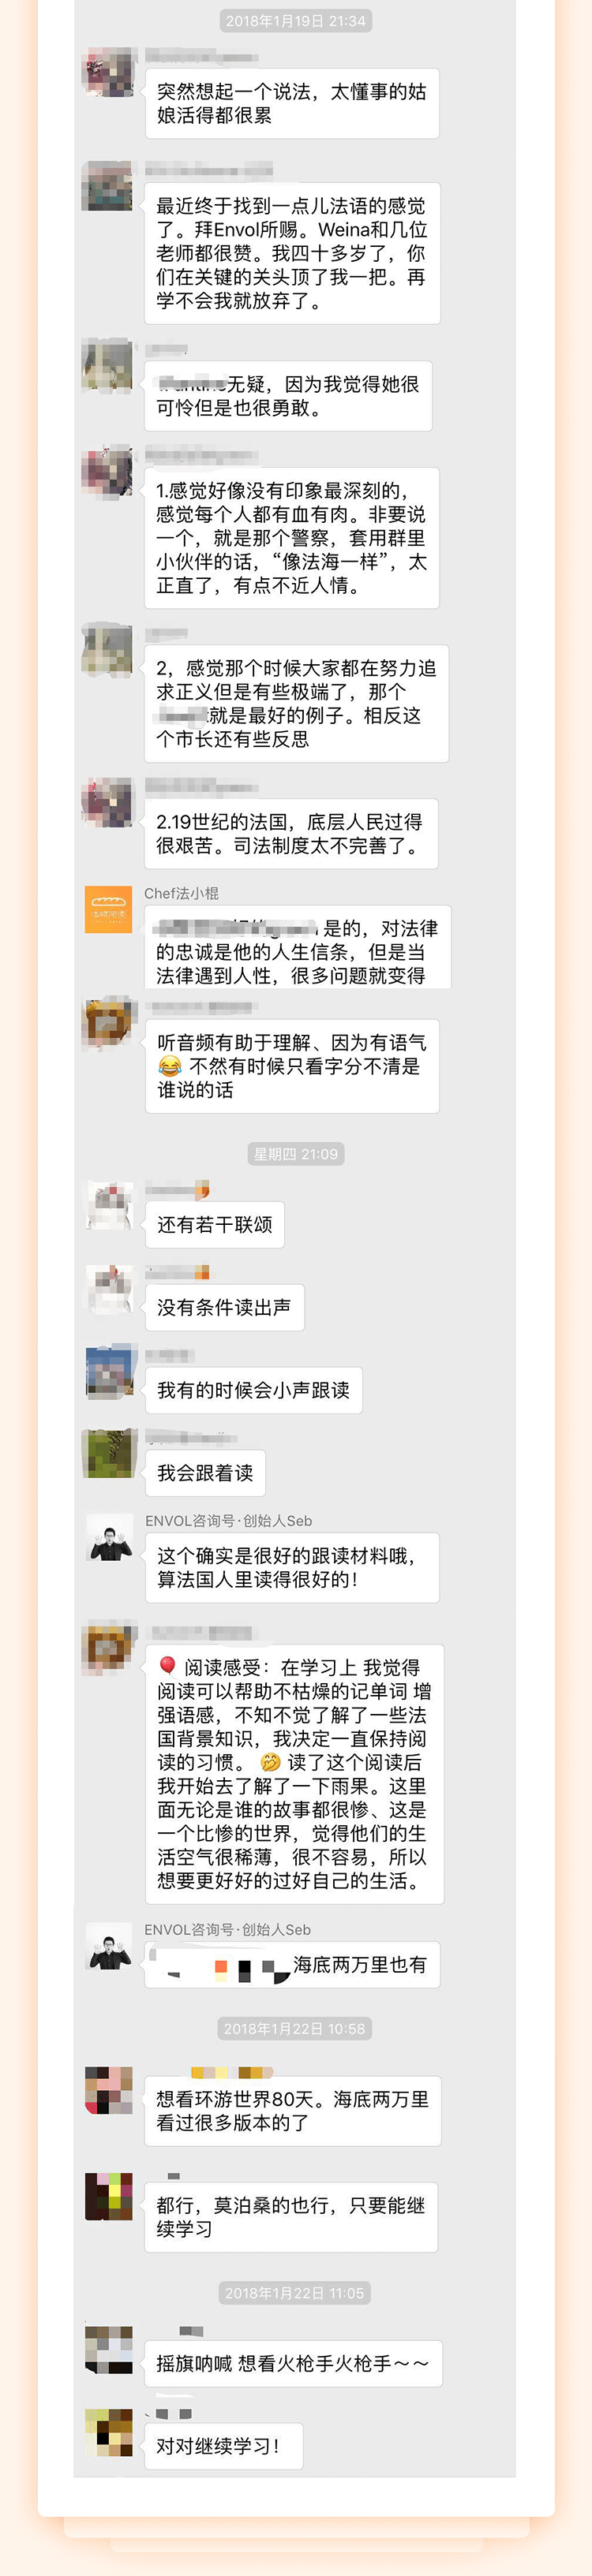 2018年1月19日 21:34
突然想起一个说法，太懂事的姑
娘活得都很累
最近终于找到一点儿法语的感觉
了。拜Envol所赐。Weina和几位
老师都很赞。我四十多岁了，你
们在关键的关头顶了我一把。再
学不会我就放弃了。
无疑，因为我觉得她很
可怜但是也很勇敢。
1.感觉好像没有印象最深刻的，
感觉每个人都有血有肉。非要说
一个，就是那个警察，套用群里
小伙伴的话，“像法海一样”，太
正直了，有点不近人情。
2，感觉那个时候大家都在努力追
求正义但是有些极端了，那个
就是最好的例子。相反这
个市长还有些反思
2.19世纪的法国，底层人民过得
很艰苦。司法制度太不完善了。
Chef法小棍
是的，对法律
的忠诚是他的人生信条，但是当
法律遇到人性，很多问题就变得
听音频有助于理解、因为有语气
😂 不然有时候只看字分不清是
谁说的话
星期四 21:09
还有若干联颂
没有条件读出声
我有的时候会小声跟读
我会跟着读
ENVOL咨询号·创始人Seb
这个确实是很好的跟读材料哦，
算法国人里读得很好的！
🎈 阅读感受：在学习上 我觉得
阅读可以帮助不枯燥的记单词 增
强语感，不知不觉了解了一些法
国背景知识，我决定一直保持阅
读的习惯。 🤣 读了这个阅读后
我开始去了解了一下雨果。这里
面无论是谁的故事都很惨、这是
一个比惨的世界，觉得他们的生
活空气很稀薄，很不容易，所以
想要更好好的过好自己的生活。
ENVOL咨询号·创始人Seb
海底两万里也有
2018年1月22日 10:58
想看环游世界80天。海底两万里
看过很多版本的了
都行，莫泊桑的也行，只要能继
续学习
2018年1月22日 11:05
摇旗呐喊 想看火枪手火枪手～～
对对继续学习！